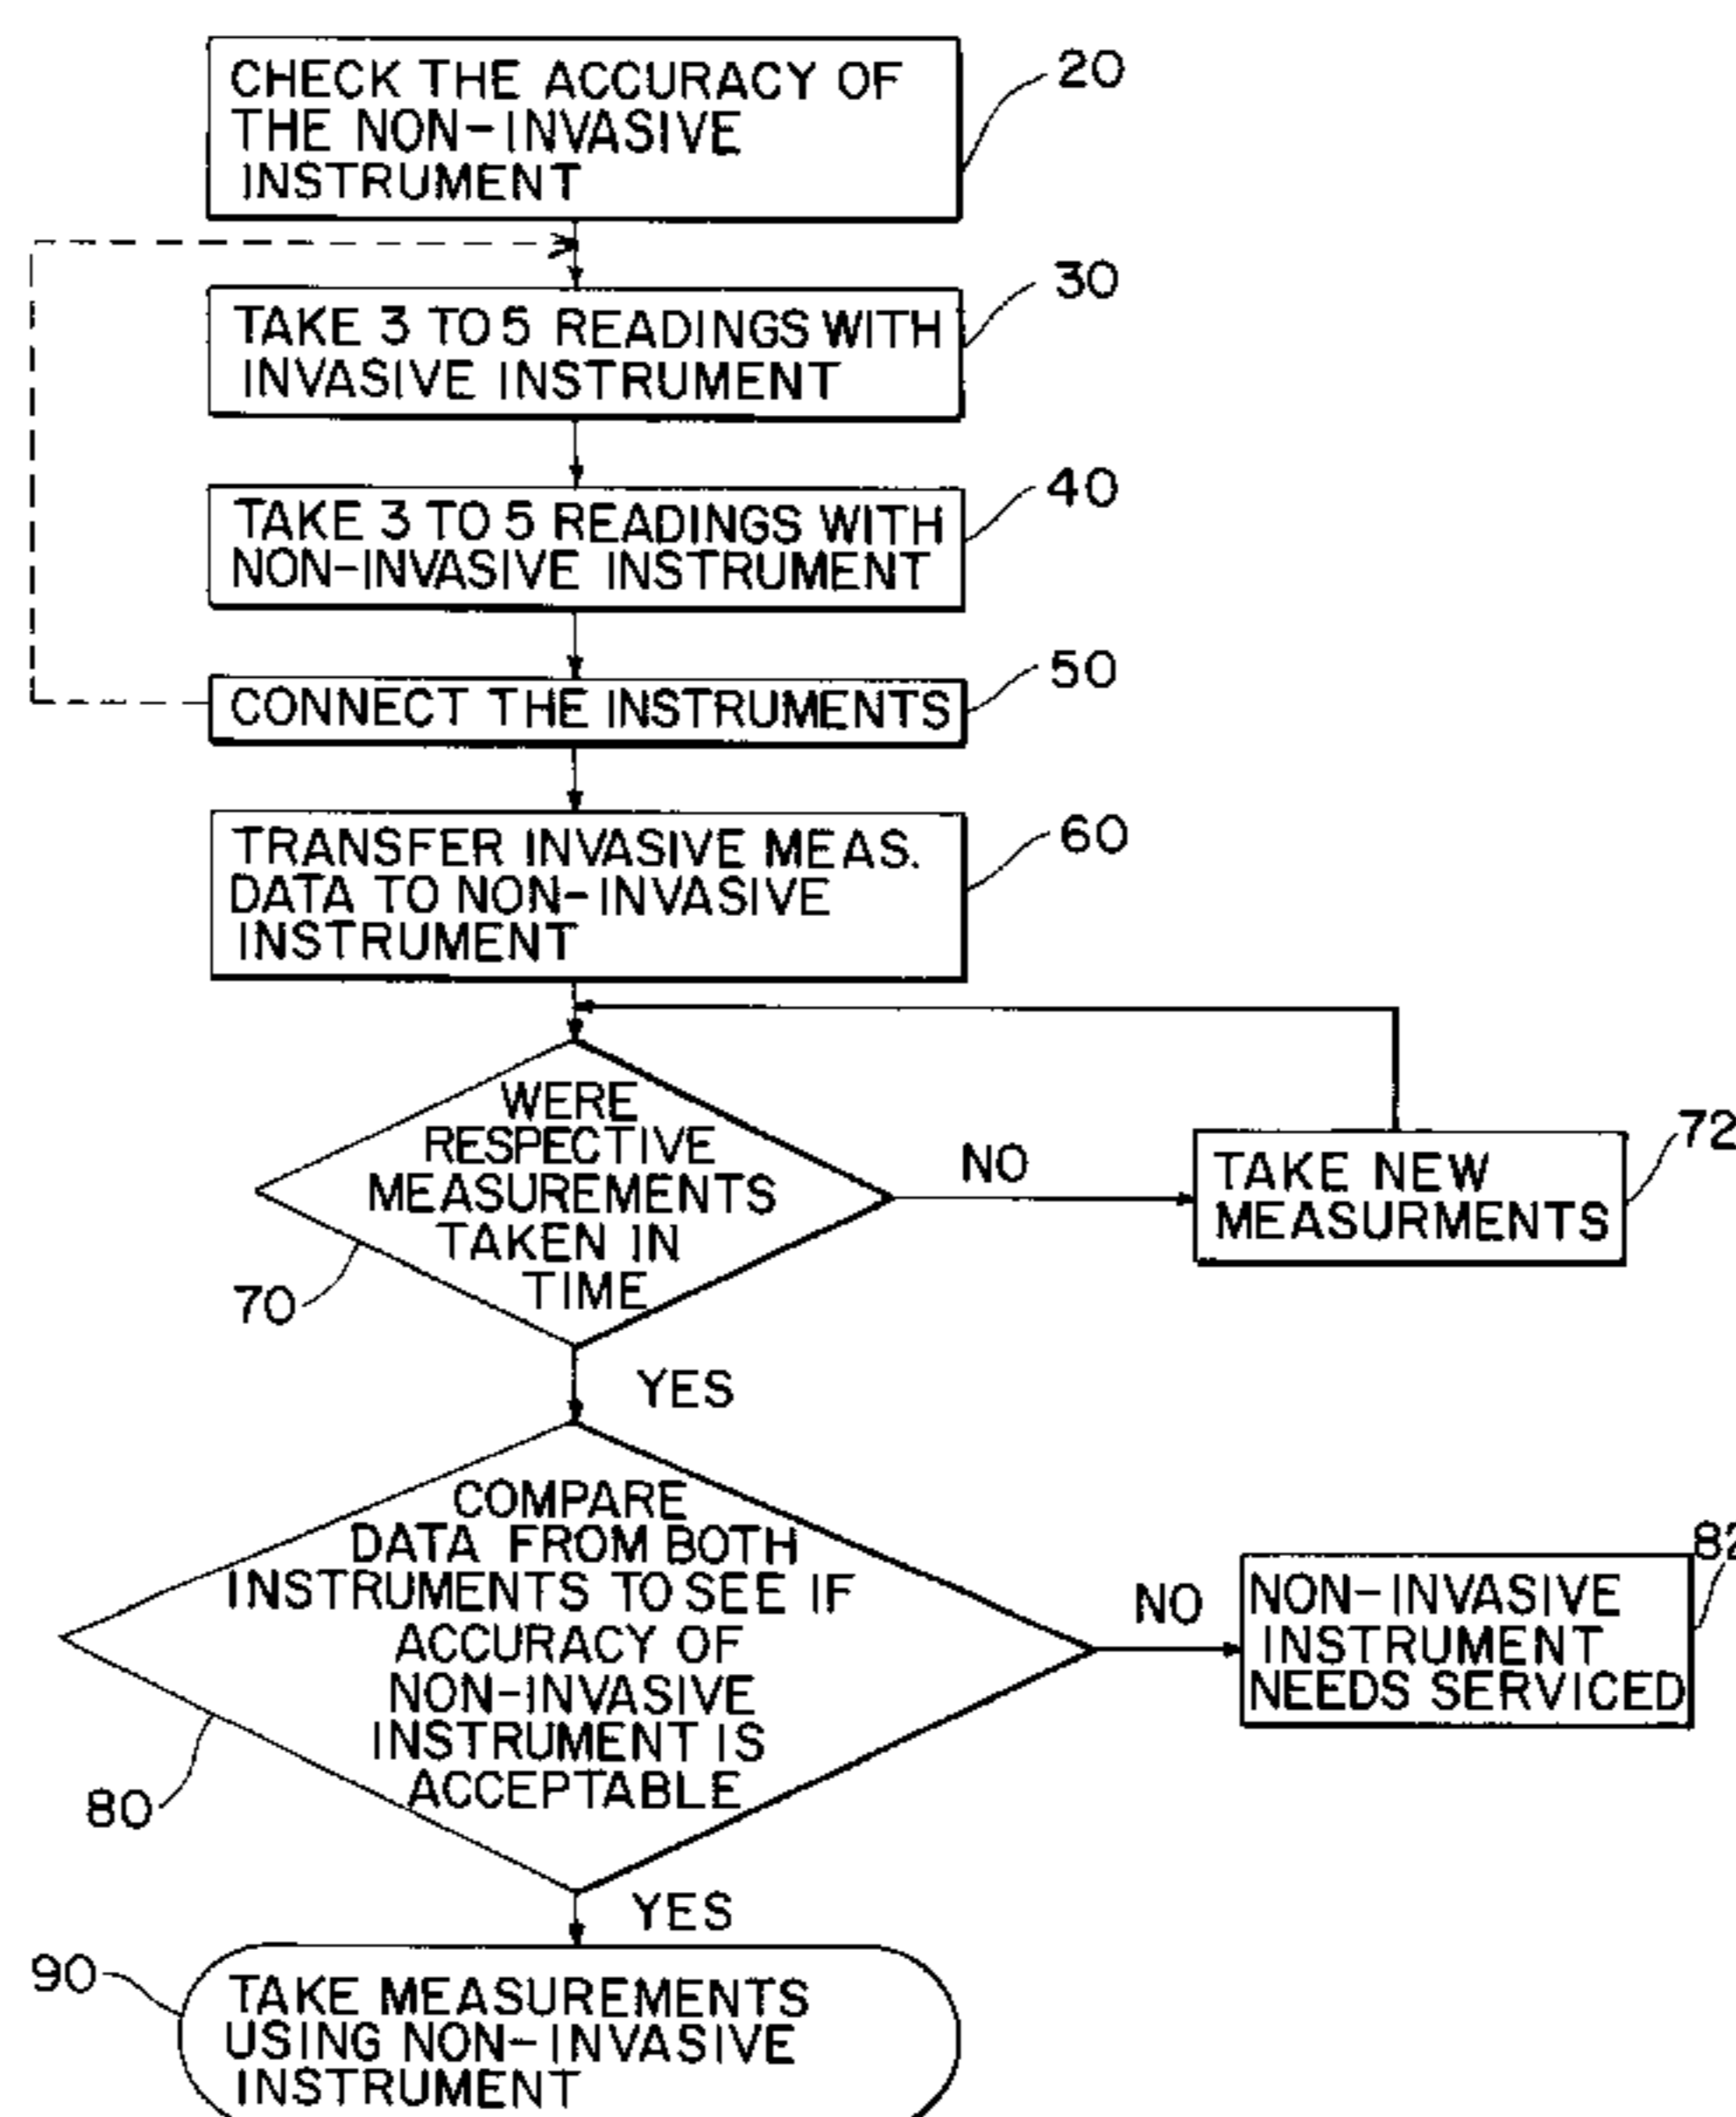 CHECK THE ACCURACY OF
THE NON-INVASIVE
INSTRUMENT
20
TAKE 3 TO 5 READINGS WITH
INVASIVE INSTRUMENT
30
TAKE 3 TO 5 READINGS WITH
NON-INVASIVE INSTRUMENT
40
CONNECT THE INSTRUMENTS
50
TRANSFER INVASIVE MEAS.
DATA TO NON-INVASIVE
INSTRUMENT
60
WERE
RESPECTIVE
MEASUREMENTS
TAKEN IN
TIME
70
NO
TAKE NEW
MEASURMENTS
72
YES
COMPARE
DATA FROM BOTH
INSTRUMENTS TO SEE IF
ACCURACY OF
NON-INVASIVE
INSTRUMENT IS
ACCEPTABLE
80
NO
NON-INVASIVE
INSTRUMENT
NEEDS SERVICED
82
YES
90
TAKE MEASUREMENTS
USING NON-INVASIVE
INSTRUMENT